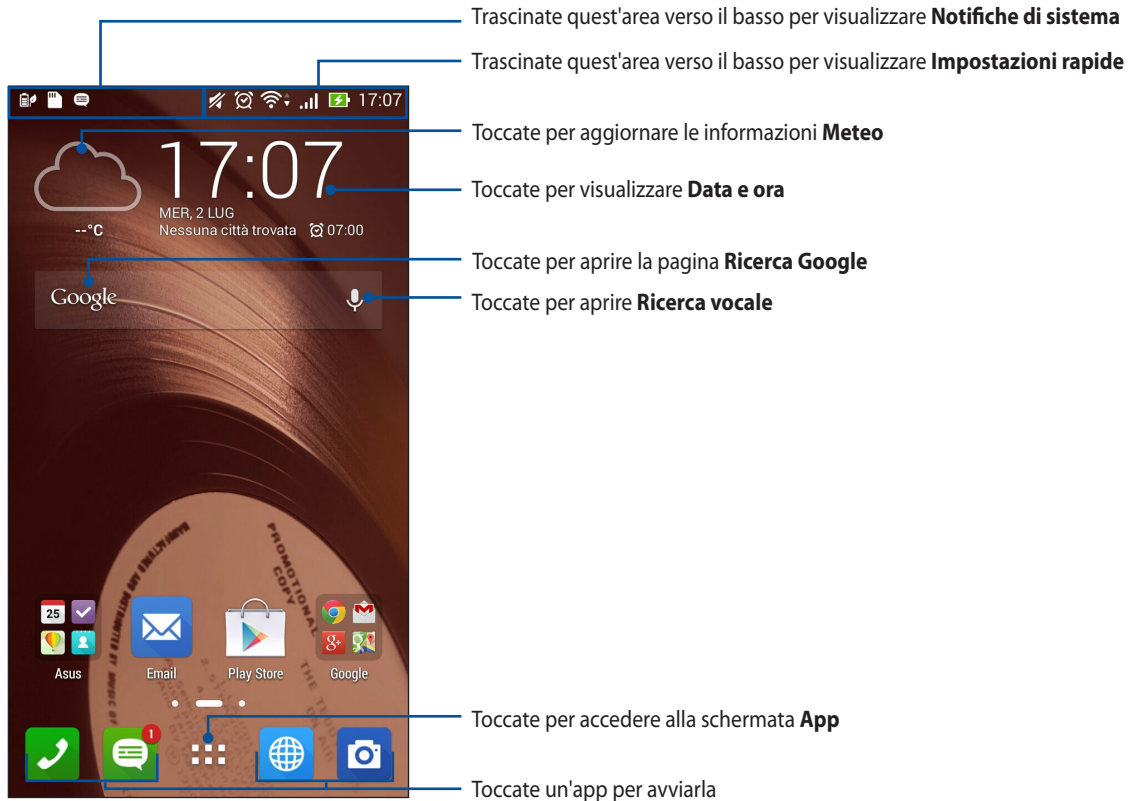 Trascinate quest'area verso il basso per visualizzare Notifiche di sistema
Trascinate quest'area verso il basso per visualizzare Impostazioni rapide
17:07
Toccate per aggiornare le informazioni Meteo
17:07
Toccate per visualizzare Data e ora
MER, 2 LUG
--°C
Nessuna città trovata 07:00
Toccate per aprire la pagina Ricerca Google
Google
Toccate per aprire Ricerca vocale
PROMOTIONAL
COPY
25
8+
Asus
Email
Play Store
Google
Toccate per accedere alla schermata App
1
Toccate un'app per avviarla